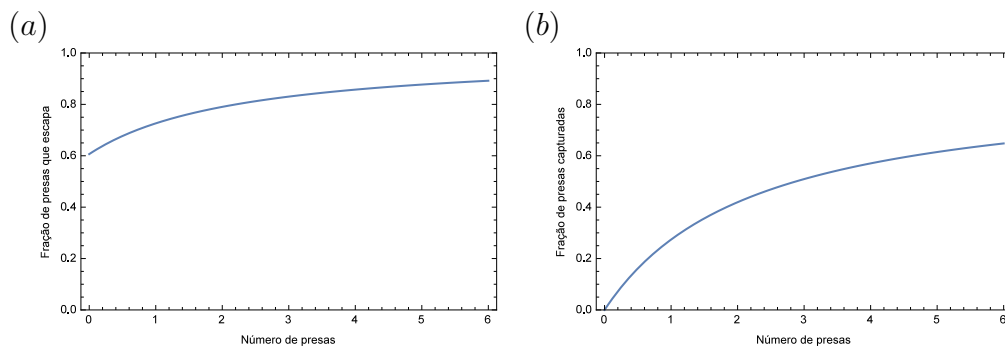 (a)
Fração de presas que escapa
1.0
0.8
0.6
0.4
0.2
0.0
0 1 2 3 4 5 6
Número de presas
(b)
Fração de presas capturadas
1.0
0.8
0.6
0.4
0.2
0.0
0 1 2 3 4 5 6
Número de presas